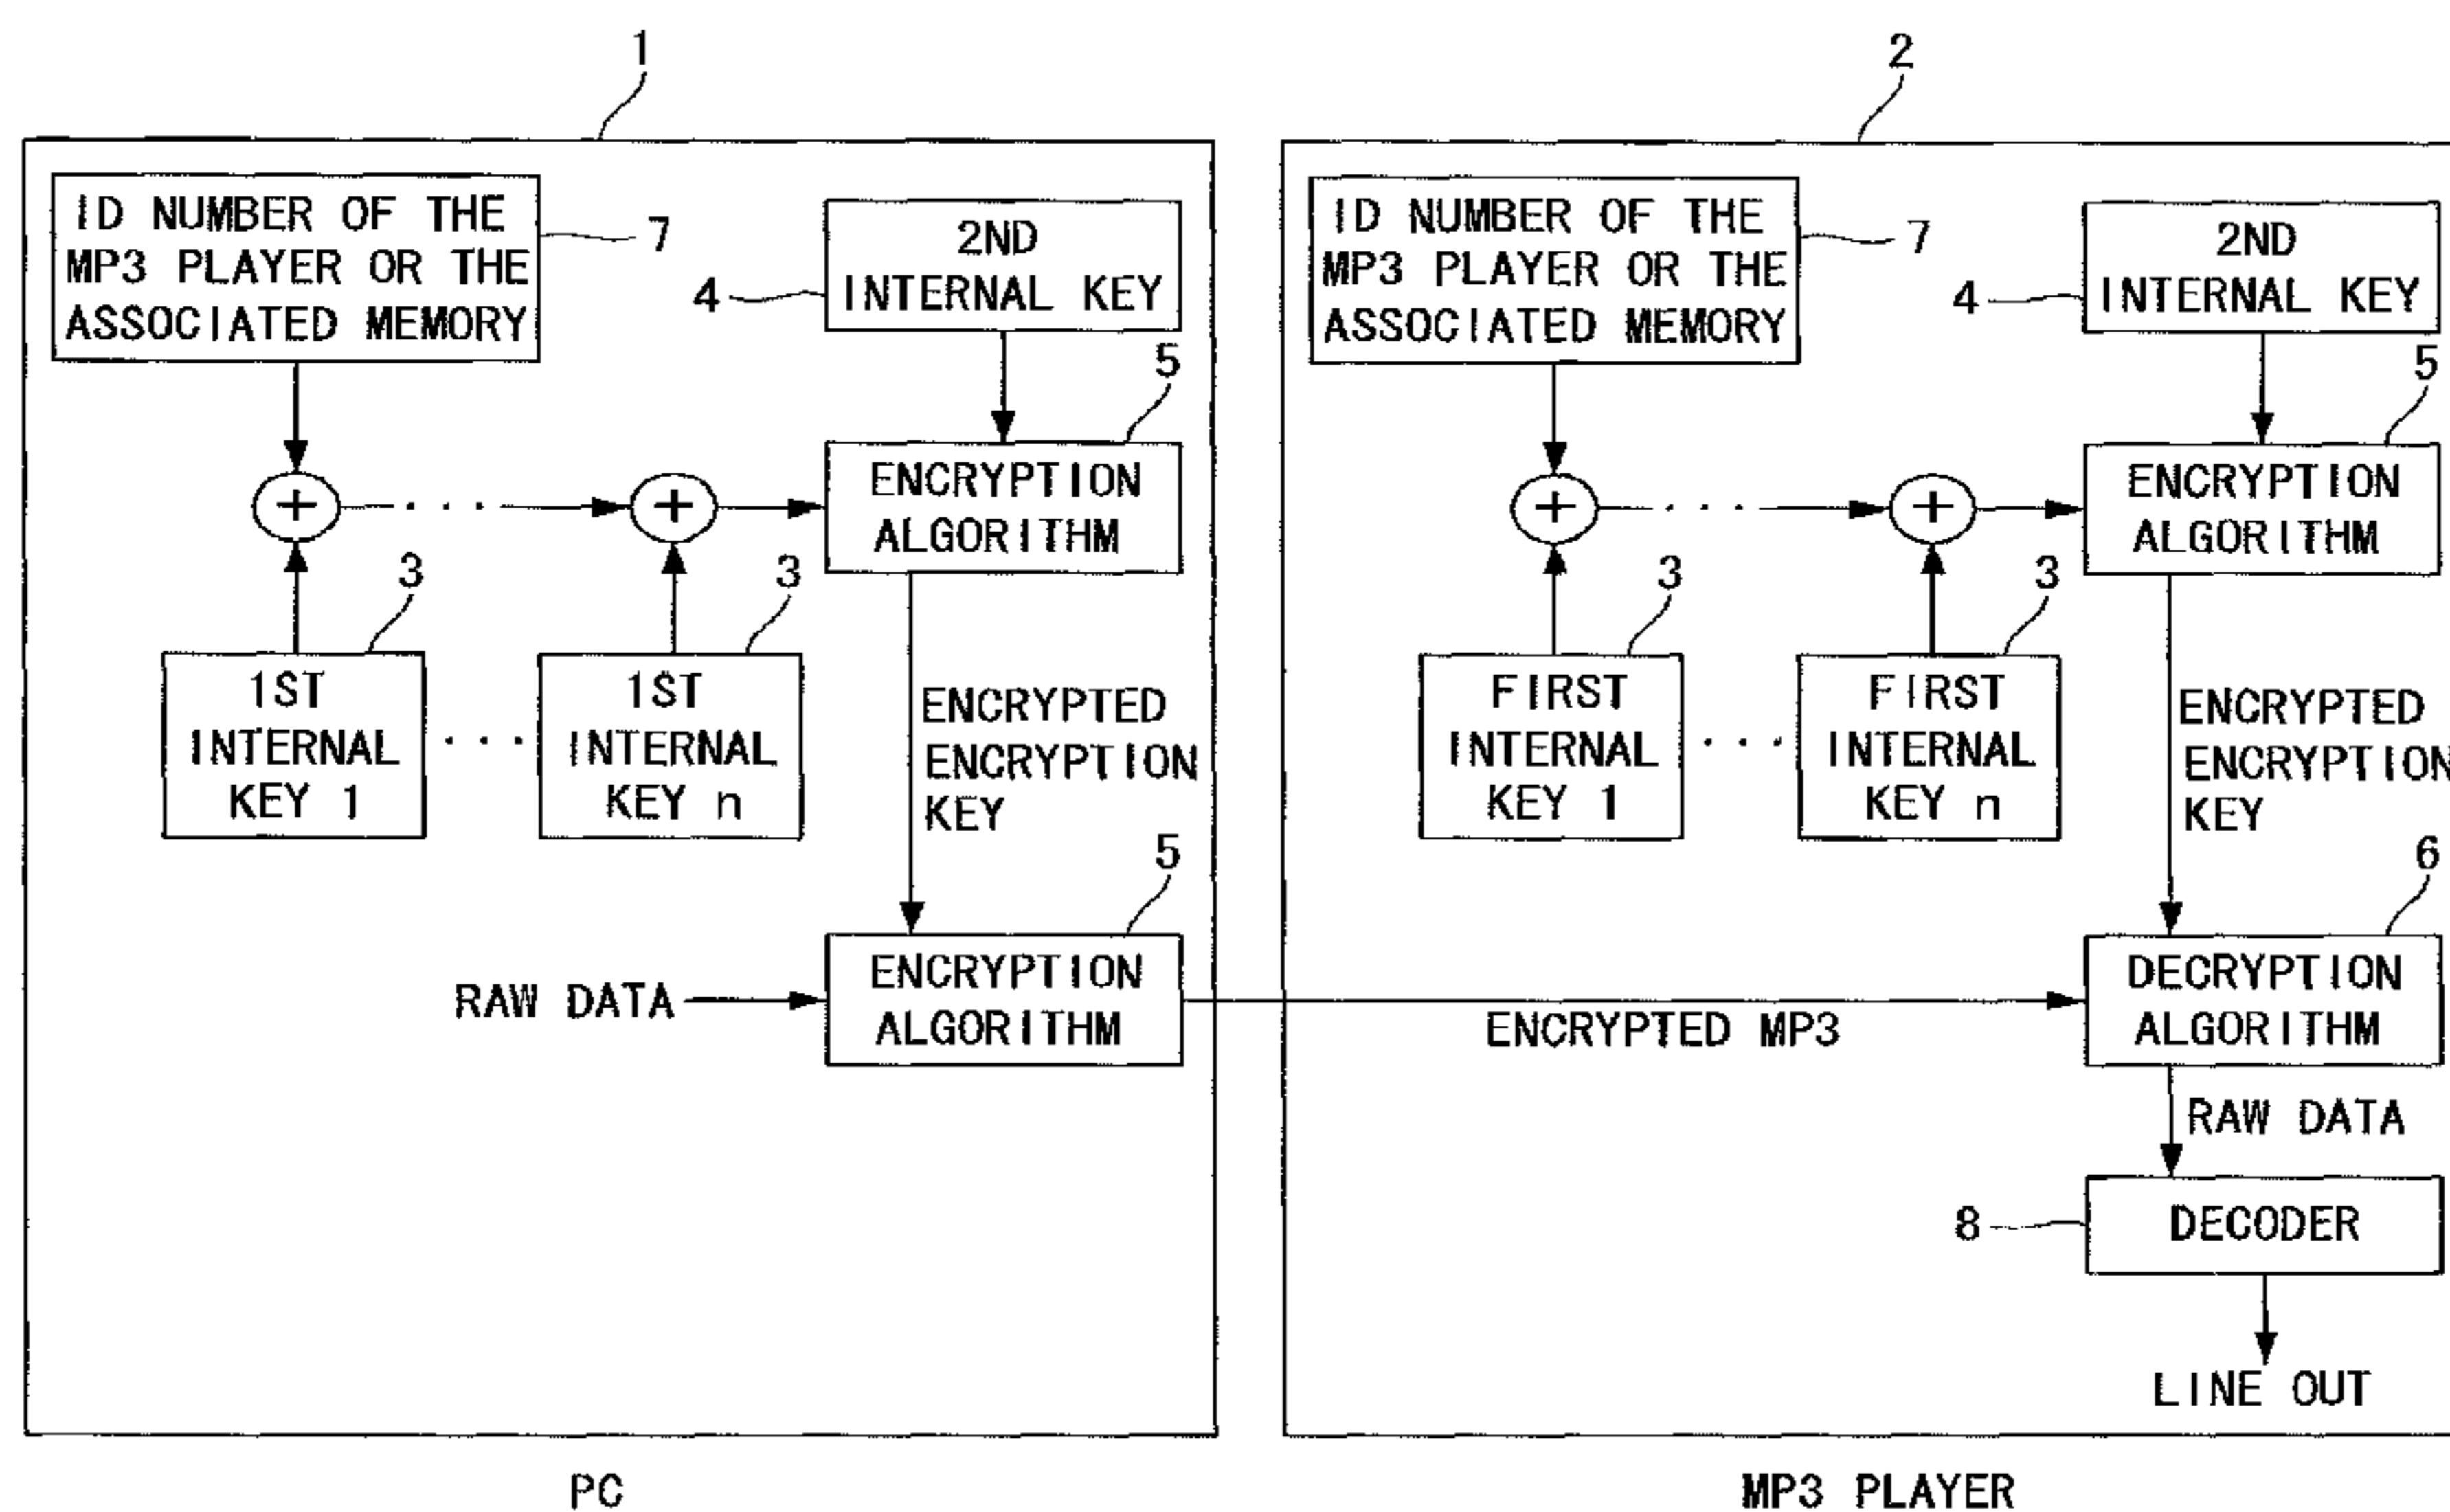 1
2
ID NUMBER OF THE
MP3 PLAYER OR THE
ASSOCIATED MEMORY
7
2ND
INTERNAL KEY
4
5
ENCRYPTION
ALGORITHM
+
. . .
+
3
3
1ST
INTERNAL
KEY 1
. . .
1ST
INTERNAL
KEY n
ENCRYPTED
ENCRYPTION
KEY
5
RAW DATA
ENCRYPTION
ALGORITHM
PC
ID NUMBER OF THE
MP3 PLAYER OR THE
ASSOCIATED MEMORY
7
2ND
INTERNAL KEY
4
5
ENCRYPTION
ALGORITHM
+
. . .
+
3
3
FIRST
INTERNAL
KEY 1
. . .
FIRST
INTERNAL
KEY n
ENCRYPTED
ENCRYPTION
KEY
6
ENCRYPTED MP3
DECRYPTION
ALGORITHM
RAW DATA
8
DECODER
LINE OUT
MP3 PLAYER